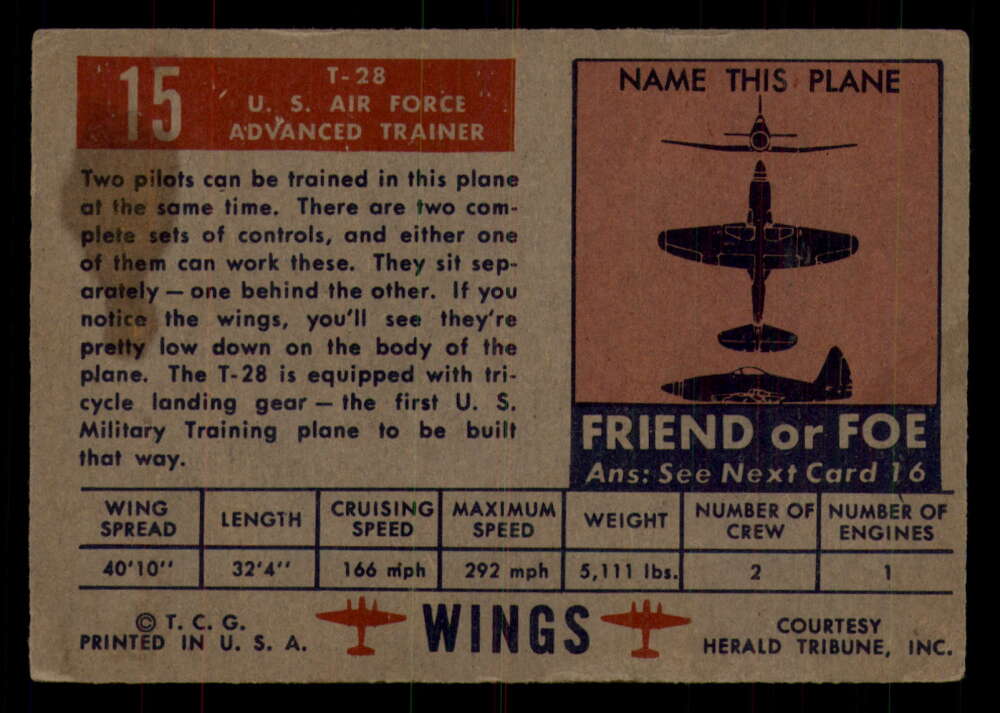 15
T-28
U. S. AIR FORCE
ADVANCED TRAINER
Two pilots can be trained in this plane
at the same time. There are two com-
plete sets of controls, and either one
of them can work these. They sit sep-
arately — one behind the other. If you
notice the wings, you'll see they're
pretty low down on the body of the
plane. The T-28 is equipped with tri-
cycle landing gear — the first U. S.
Military Training plane to be built
that way.
NAME THIS PLANE
FRIEND or FOE
Ans: See Next Card 16
WING SPREAD LENGTH CRUISING SPEED MAXIMUM SPEED WEIGHT NUMBER OF CREW NUMBER OF ENGINES
40'10'' 32'4'' 166 mph 292 mph 5,111 lbs. 2 1
© T. C. G.
PRINTED IN U. S. A.
WINGS
COURTESY
HERALD TRIBUNE, INC.